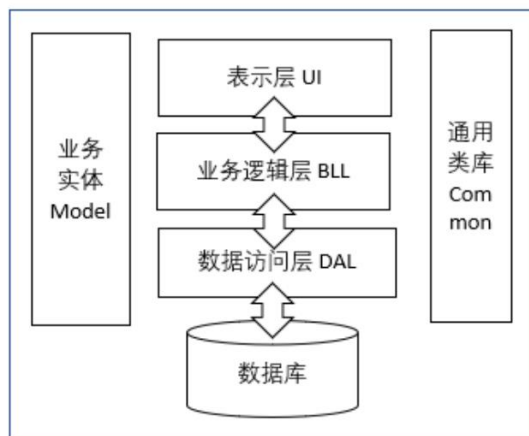 业务
实体
Model
表示层 UI
业务逻辑层 BLL
数据访问层 DAL
数据库
通用
类库
Com
mon